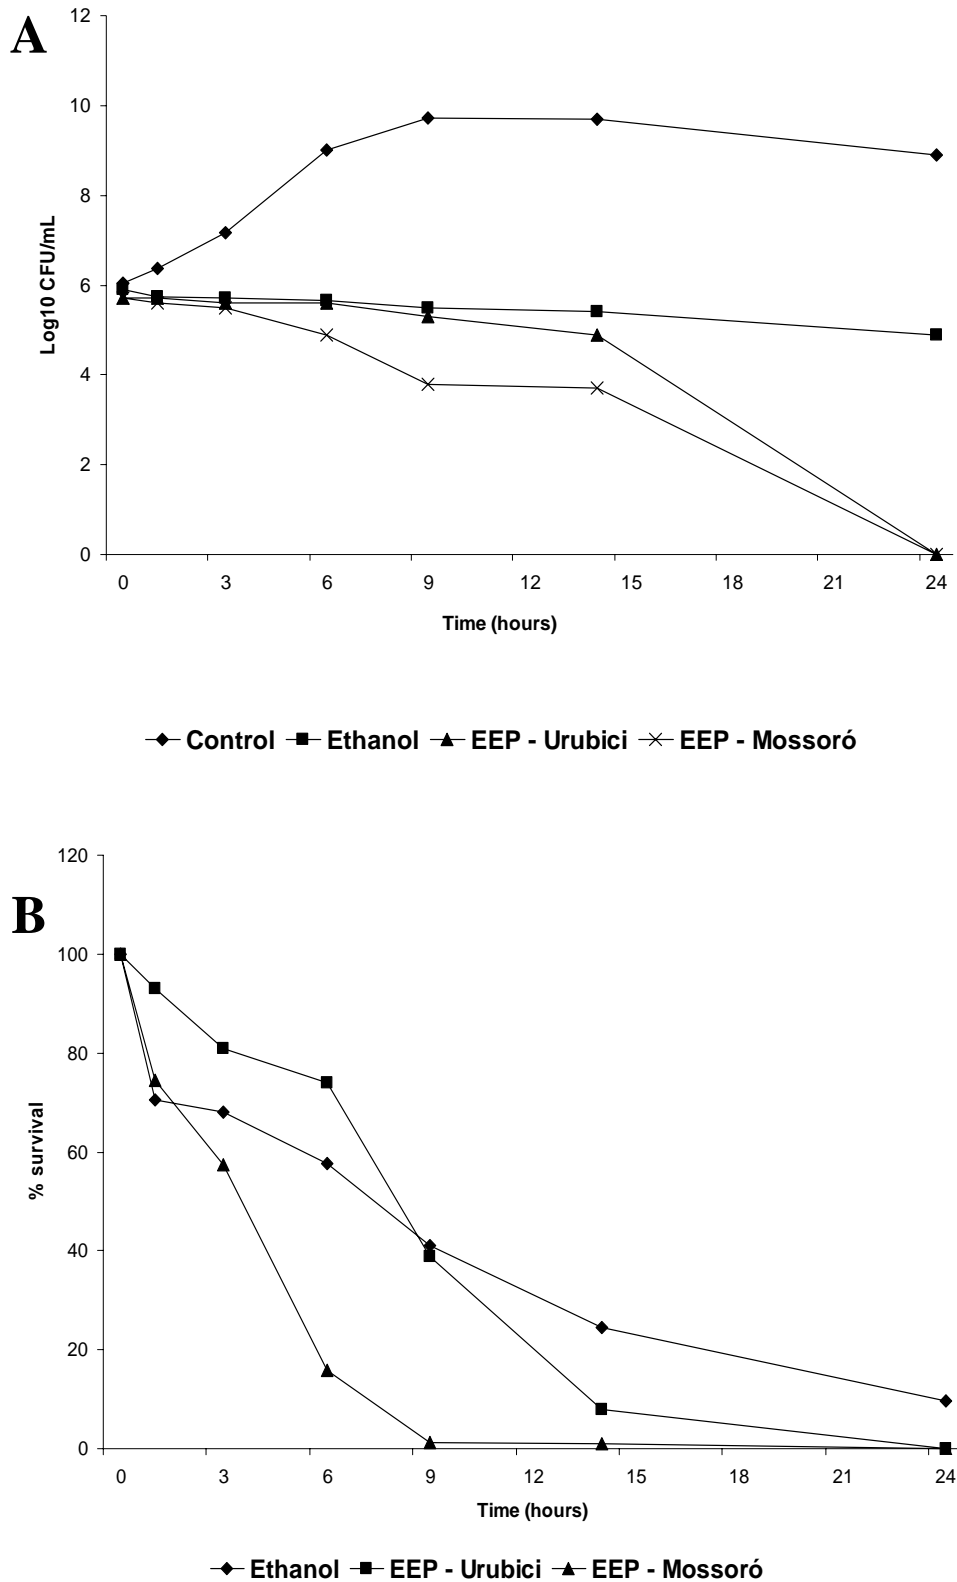 A
12
10
8
6
4
2
0
Log10 CFU/mL
0 3 6 9 12 15 18 21 24
Time (hours)
Control Ethanol EEP - Urubici EEP - Mossoró
B
120
100
80
60
40
20
0
% survival
0 3 6 9 12 15 18 21 24
Time (hours)
Ethanol EEP - Urubici EEP - Mossoró